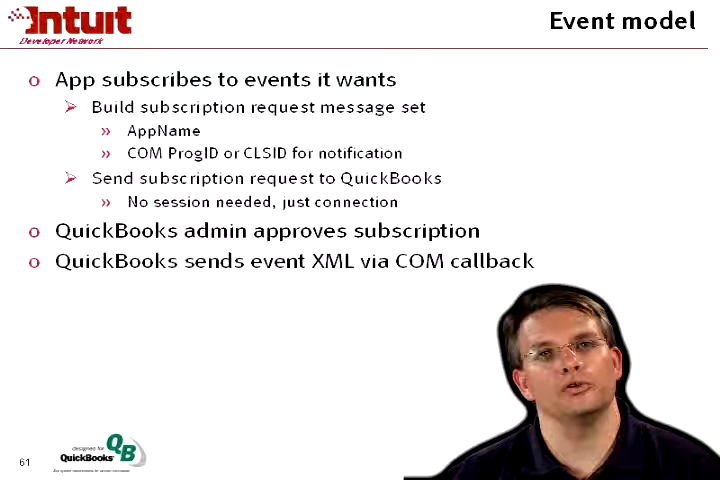 Intuit
Developer Network
Event model
o App subscribes to events it wants
➢ Build subscription request message set
» AppName
» COM ProgID or CLSID for notification
➢ Send subscription request to QuickBooks
» No session needed, just connection
o QuickBooks admin approves subscription
o QuickBooks sends event XML via COM callback
61
designed for
QuickBooks
QB